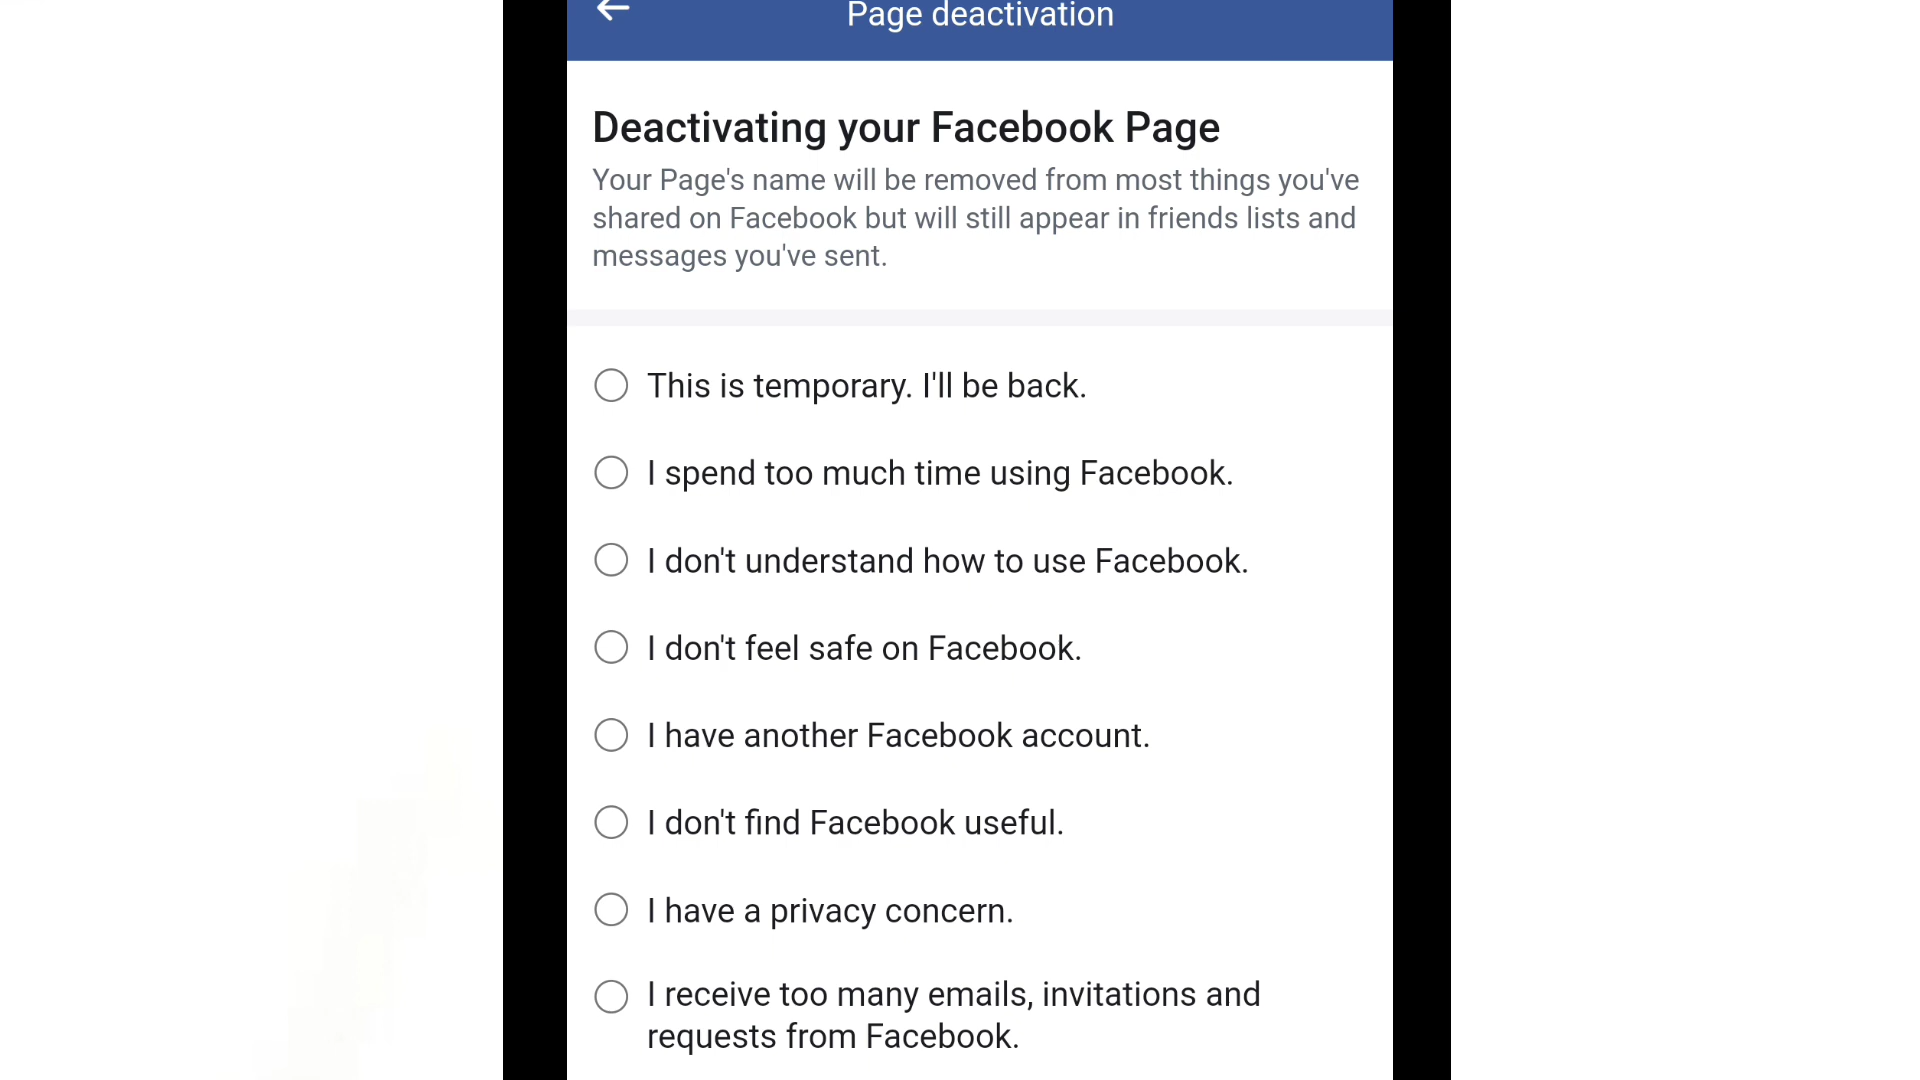 Page deactivation
Deactivating your Facebook Page
Your Page's name will be removed from most things you've
shared on Facebook but will still appear in friends lists and
messages you've sent.
This is temporary. I'll be back.
I spend too much time using Facebook.
I don't understand how to use Facebook.
I don't feel safe on Facebook.
I have another Facebook account.
I don't find Facebook useful.
I have a privacy concern.
I receive too many emails, invitations and
requests from Facebook.